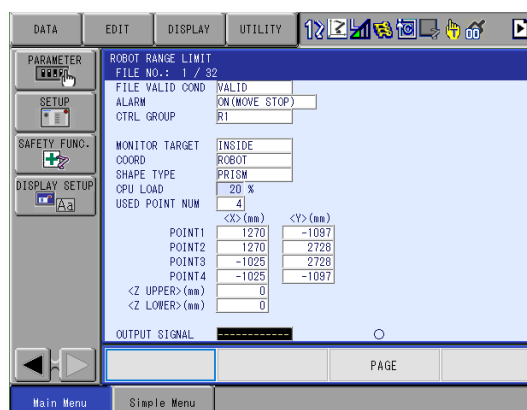 DATA EDIT DISPLAY UTILITY 12
PARAMETER
SETUP
SAFETY FUNC.
DISPLAY SETUP
Aa
ROBOT RANGE LIMIT
FILE NO.: 1 / 32
FILE VALID COND VALID
ALARM ON(MOVE STOP)
CTRL GROUP R1
MONITOR TARGET INSIDE
COORD ROBOT
SHAPE TYPE PRISM
CPU LOAD 20 %
USED POINT NUM 4
<X>(mm) <Y>(mm)
POINT1 1270 -1097
POINT2 1270 2728
POINT3 -1025 2728
POINT4 -1025 -1097
<Z UPPER>(mm) 0
<Z LOWER>(mm) 0
OUTPUT SIGNAL -----------
PAGE
Main Menu Simple Menu